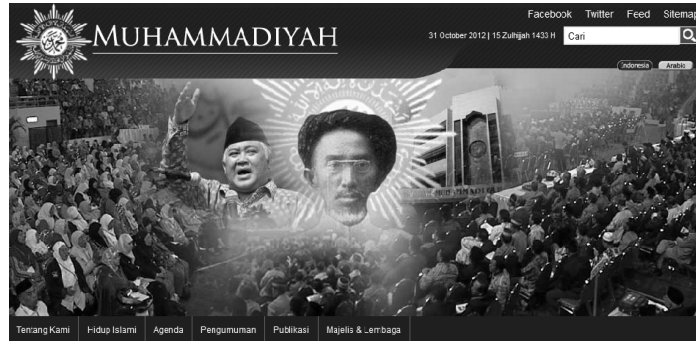 Facebook Twitter Feed Sitemap
MUHAMMADIYAH
31 October 2012 | 15 Zulhijjah 1433 H
Cari
Indonesia Arabic
MUHAMMADIYAH
Tentang Kami Hidup Islami Agenda Pengumuman Publikasi Majelis & Lembaga